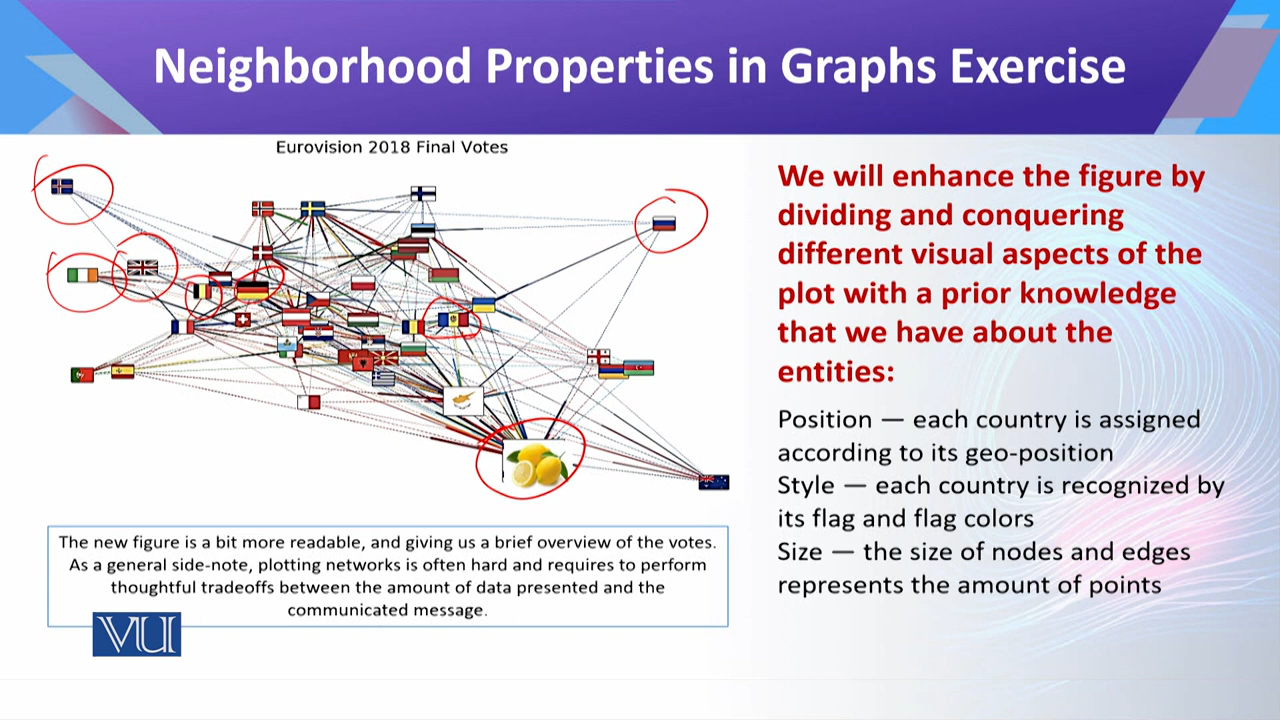 Neighborhood Properties in Graphs Exercise
Eurovision 2018 Final Votes
The new figure is a bit more readable, and giving us a brief overview of the votes.
As a general side-note, plotting networks is often hard and requires to perform
thoughtful tradeoffs between the amount of data presented and the
communicated message.
VU
We will enhance the figure by
dividing and conquering
different visual aspects of the
plot with a prior knowledge
that we have about the
entities:
Position — each country is assigned
according to its geo-position
Style — each country is recognized by
its flag and flag colors
Size — the size of nodes and edges
represents the amount of points